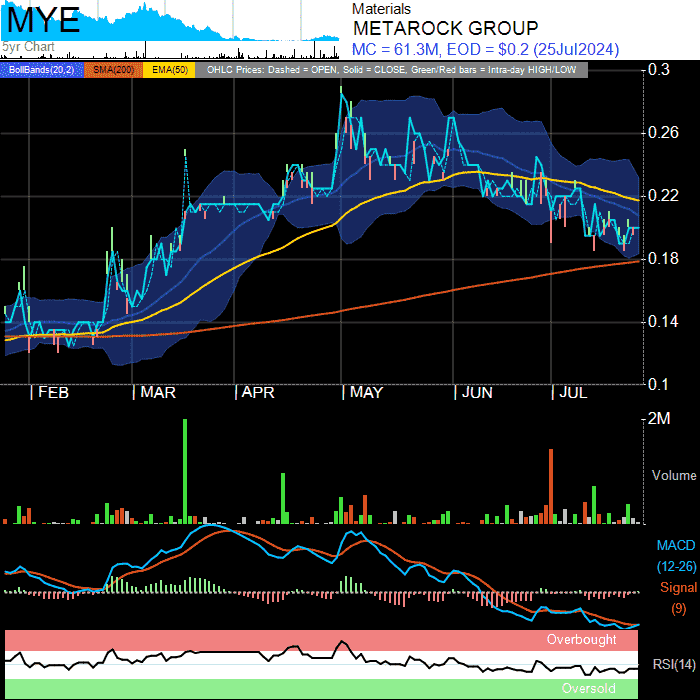 MYE
5yr Chart
Materials
METAROCK GROUP
MC = 61.3M, EOD = $0.2 (25Jul2024)
BollBands(20,2) SMA(200) EMA(50) OHLC Prices: Dashed = OPEN, Solid = CLOSE, Green/Red bars = Intra-day HIGH/LOW
0.3
0.26
0.22
0.18
0.14
0.1
FEB MAR APR MAY JUN JUL
2M
Volume
MACD
(12-26)
Signal
(9)
Overbought
RSI(14)
Oversold